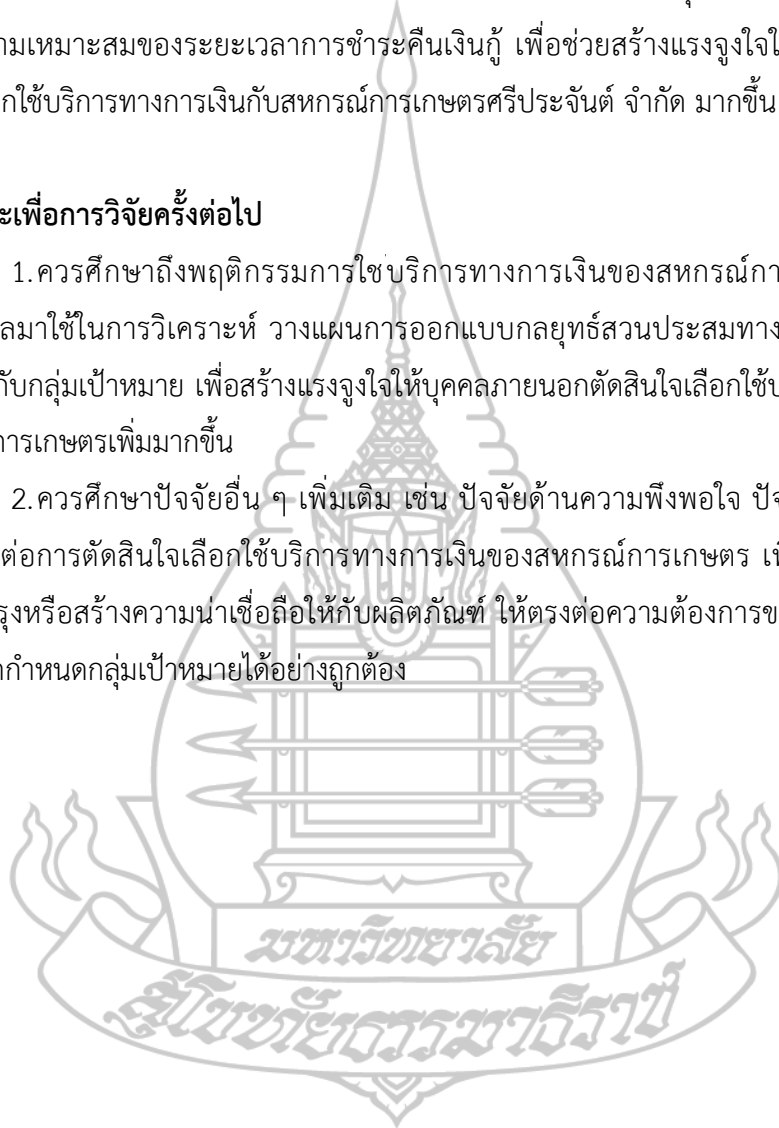 ามเหมาะสมของระยะเวลาการชำระคืนเงินกู้ เพื่อช่วยสร้างแรงจูงใจใ
กใช้บริการทางการเงินกับสหกรณ์การเกษตรศรีประจันต์ จำกัด มากขึ้น
ะเพื่อการวิจัยครั้งต่อไป
1.ควรศึกษาถึงพฤติกรรมการใช้บริการทางการเงินของสหกรณ์กา
ลมาใช้ในการวิเคราะห์ วางแผนการออกแบบกลยุทธ์สวนประสมทาง
กับกลุ่มเป้าหมาย เพื่อสร้างแรงจูงใจให้บุคคลภายนอกตัดสินใจเลือกใช้บ
การเกษตรเพิ่มมากขึ้น
2.ควรศึกษาปัจจัยอื่น ๆ เพิ่มเติม เช่น ปัจจัยด้านความพึงพอใจ ปัจ
ต่อการตัดสินใจเลือกใช้บริการทางการเงินของสหกรณ์การเกษตร เพื
รุงหรือสร้างความน่าเชื่อถือให้กับผลิตภัณฑ์ ให้ตรงต่อความต้องการข
ำกำหนดกลุ่มเป้าหมายได้อย่างถูกต้อง
มหาวิทยาลัย
สุโขทัยธรรมาธิราช